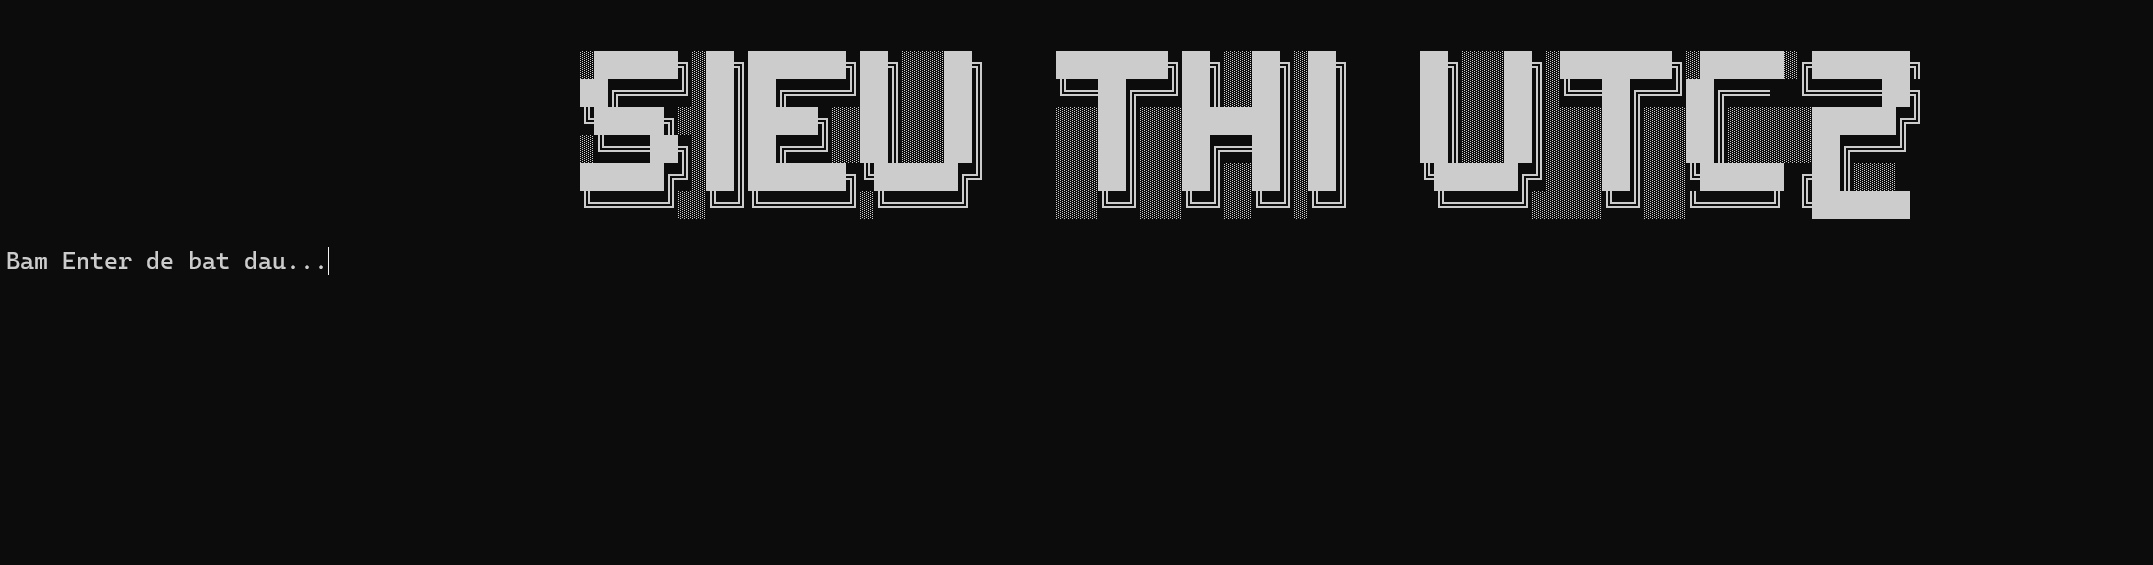 SIEU THI UTC2
Bam Enter de bat dau...